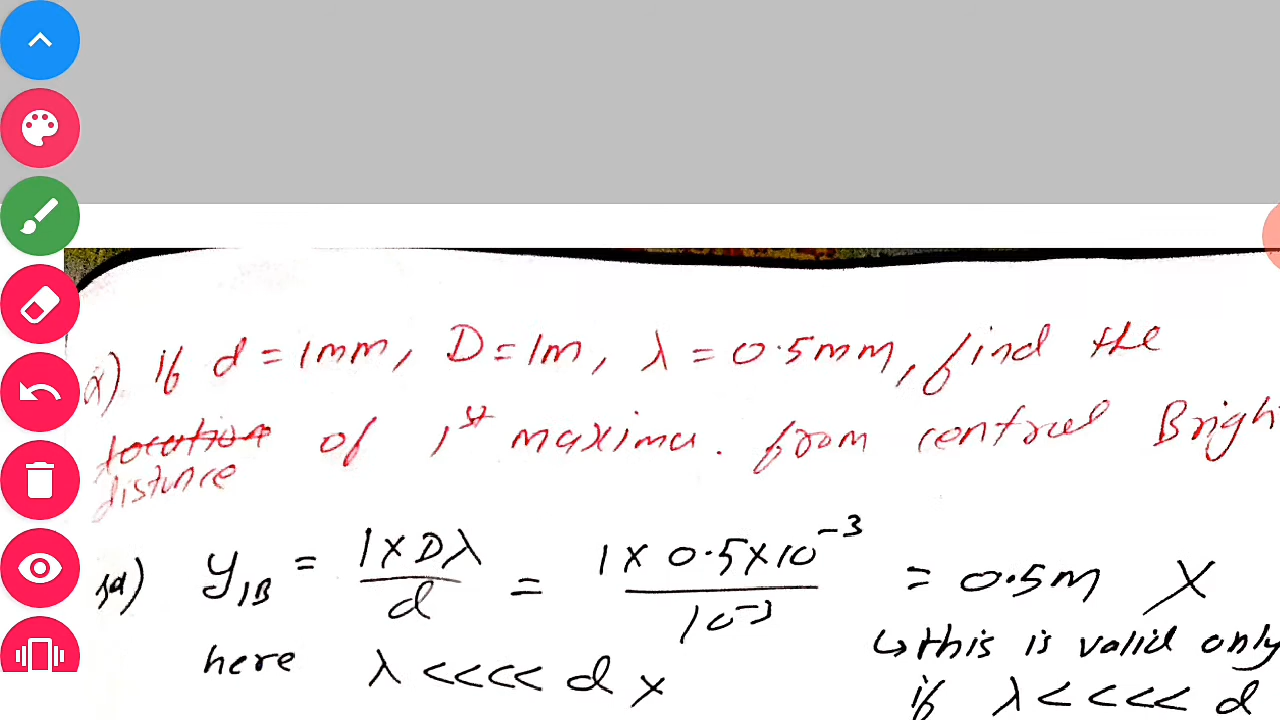 Q) if d = 1mm, D = 1m, λ = 0.5mm, find the
location of 1st maxima. from central Brigh
distance
sol) y1B = 1×Dλ/d = 1×0.5×10^-3/10^-3 = 0.5m X
↳ this is valid only
here λ <<<< d x
if λ <<<< d